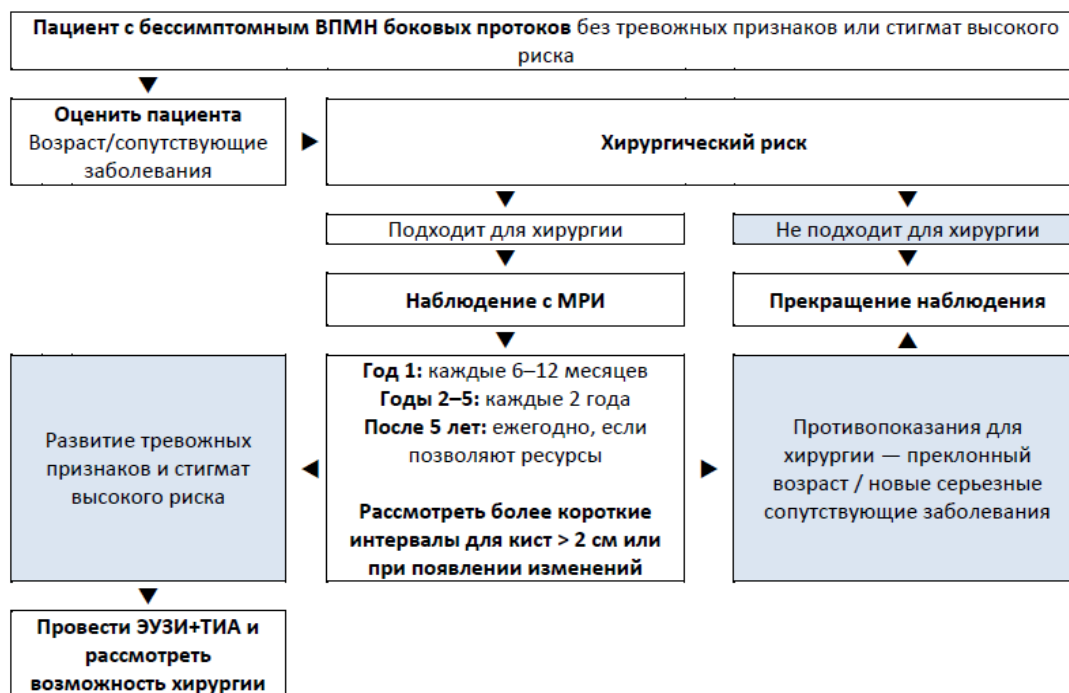 Пациент с бессимптомным ВПМН боковых протоков без тревожных признаков или стигмат высокого
риска
Оценить пациента
Возраст/сопутствующие
заболевания
Хирургический риск
Подходит для хирургии
Не подходит для хирургии
Наблюдение с МРИ
Прекращение наблюдения
Развитие тревожных
признаков и стигмат
высокого риска
Год 1: каждые 6–12 месяцев
Годы 2–5: каждые 2 года
После 5 лет: ежегодно, если
позволяют ресурсы
Рассмотреть более короткие
интервалы для кист > 2 см или
при появлении изменений
Противопоказания для
хирургии — преклонный
возраст / новые серьезные
сопутствующие заболевания
Провести ЭУЗИ+ТИА и
рассмотреть
возможность хирургии